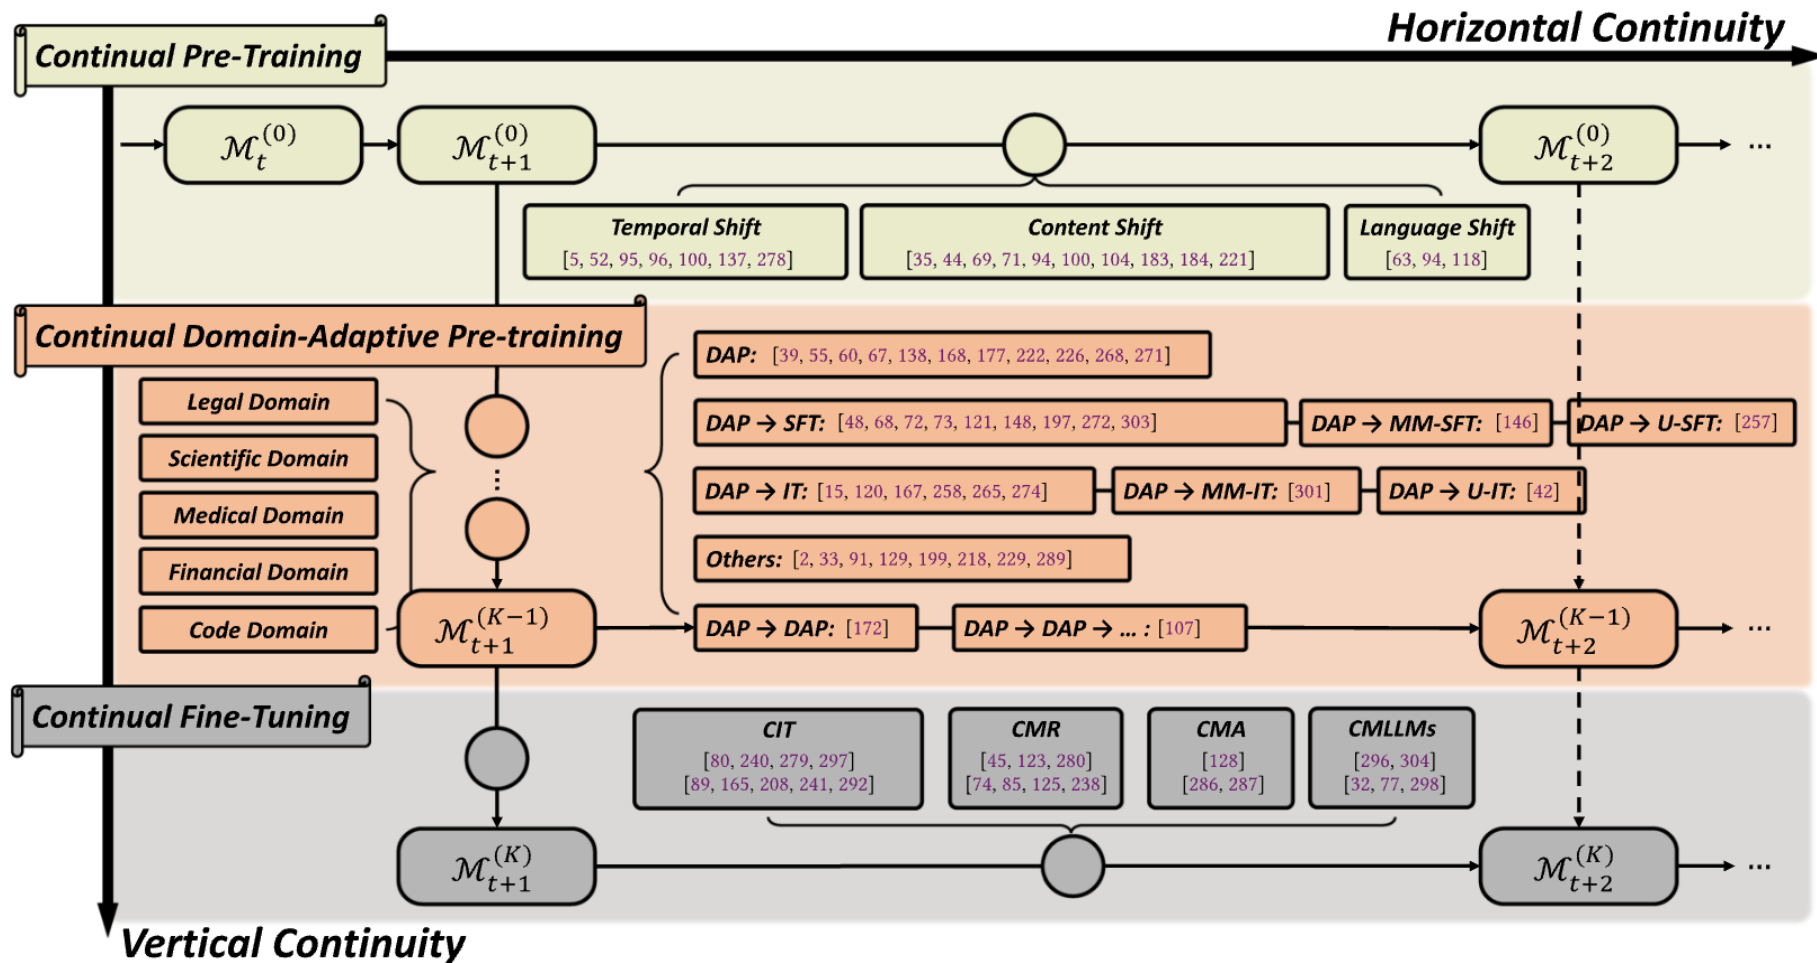 Horizontal Continuity
Continual Pre-Training
ℳ_t^(0)
ℳ_{t+1}^(0)
ℳ_{t+2}^(0)
...
Temporal Shift
[5, 52, 95, 96, 100, 137, 278]
Content Shift
[35, 44, 69, 71, 94, 100, 104, 183, 184, 221]
Language Shift
[63, 94, 118]
Continual Domain-Adaptive Pre-training
Legal Domain
Scientific Domain
Medical Domain
Financial Domain
Code Domain
⋮
DAP: [39, 55, 60, 67, 138, 168, 177, 222, 226, 268, 271]
DAP → SFT: [48, 68, 72, 73, 121, 148, 197, 272, 303]
DAP → MM-SFT: [146]
DAP → U-SFT: [257]
DAP → IT: [15, 120, 167, 258, 265, 274]
DAP → MM-IT: [301]
DAP → U-IT: [42]
Others: [2, 33, 91, 129, 199, 218, 229, 289]
ℳ_{t+1}^(K−1)
DAP → DAP: [172]
DAP → DAP → ... : [107]
ℳ_{t+2}^(K−1)
...
Continual Fine-Tuning
CIT
[80, 240, 279, 297]
[89, 165, 208, 241, 292]
CMR
[45, 123, 280]
[74, 85, 125, 238]
CMA
[128]
[286, 287]
CMLLMs
[296, 304]
[32, 77, 298]
ℳ_{t+1}^(K)
ℳ_{t+2}^(K)
...
Vertical Continuity